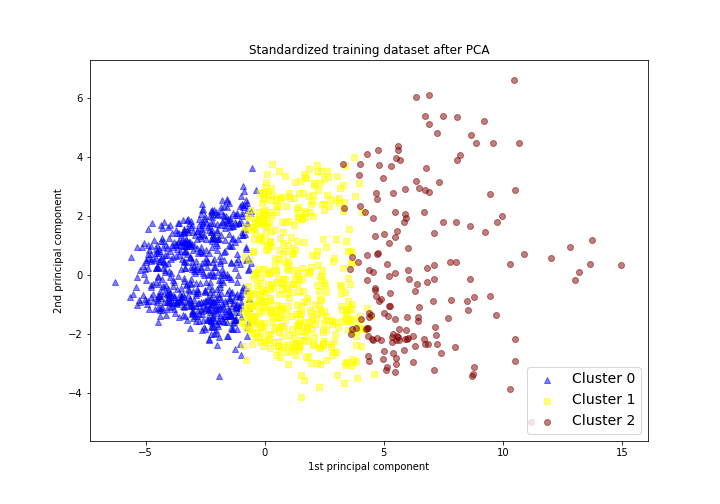 Standardized training dataset after PCA
6
4
2
0
−2
−4
2nd principal component
−5
0
5
10
15
1st principal component
Cluster 0
Cluster 1
Cluster 2